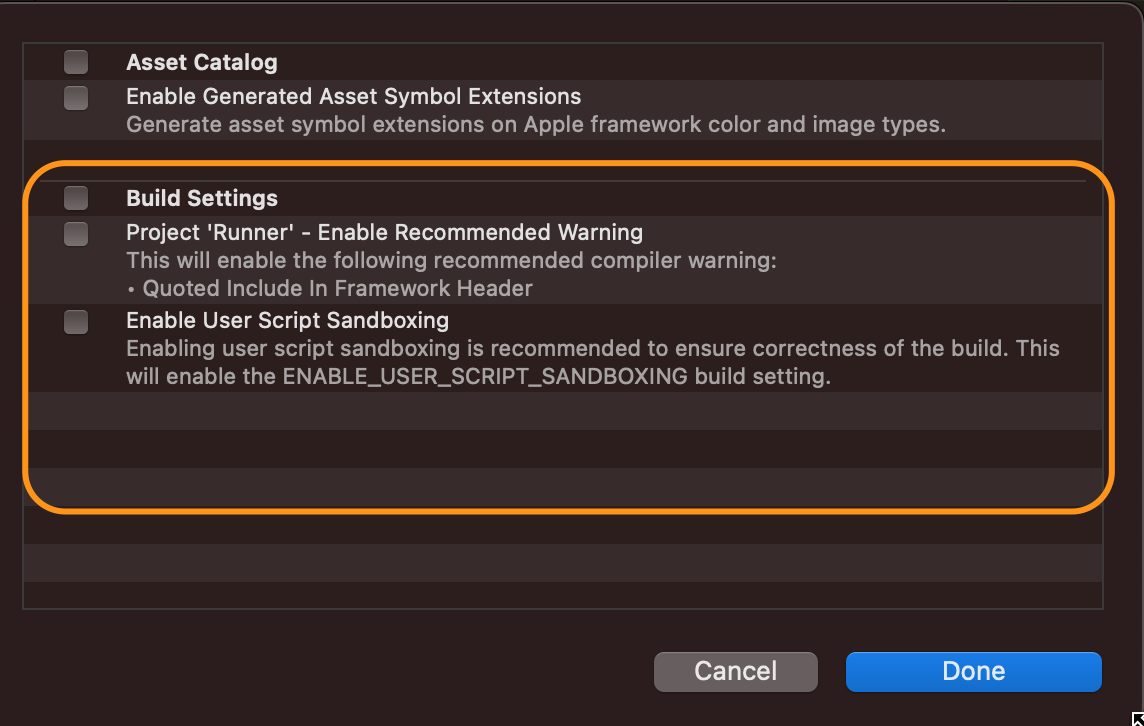 Asset Catalog
Enable Generated Asset Symbol Extensions
Generate asset symbol extensions on Apple framework color and image types.
Build Settings
Project 'Runner' - Enable Recommended Warning
This will enable the following recommended compiler warning:
• Quoted Include In Framework Header
Enable User Script Sandboxing
Enabling user script sandboxing is recommended to ensure correctness of the build. This
will enable the ENABLE_USER_SCRIPT_SANDBOXING build setting.
Cancel
Done